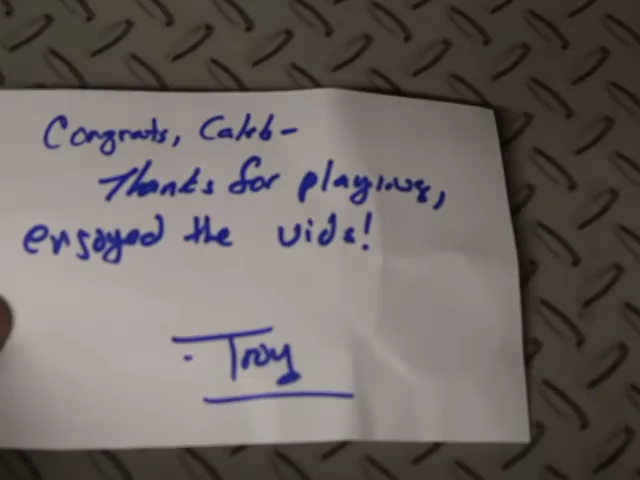 Congrats, Caleb-
Thanks for playing,
enjoyed the vids!
- Troy